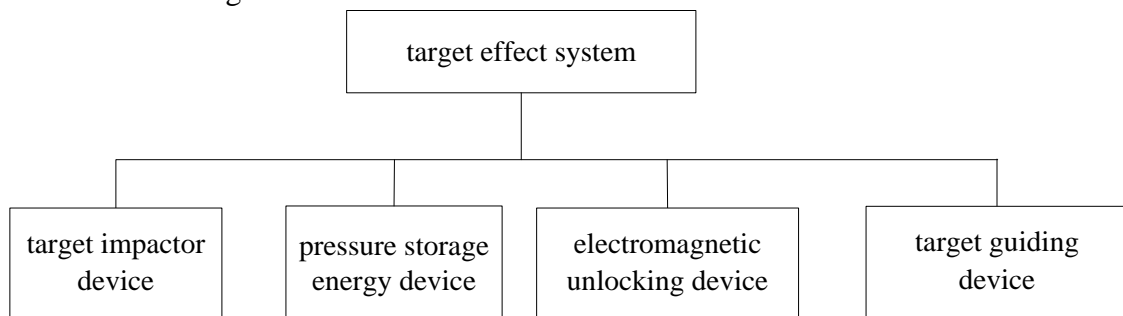 target effect system
target impactor
device
pressure storage
energy device
electromagnetic
unlocking device
target guiding
device